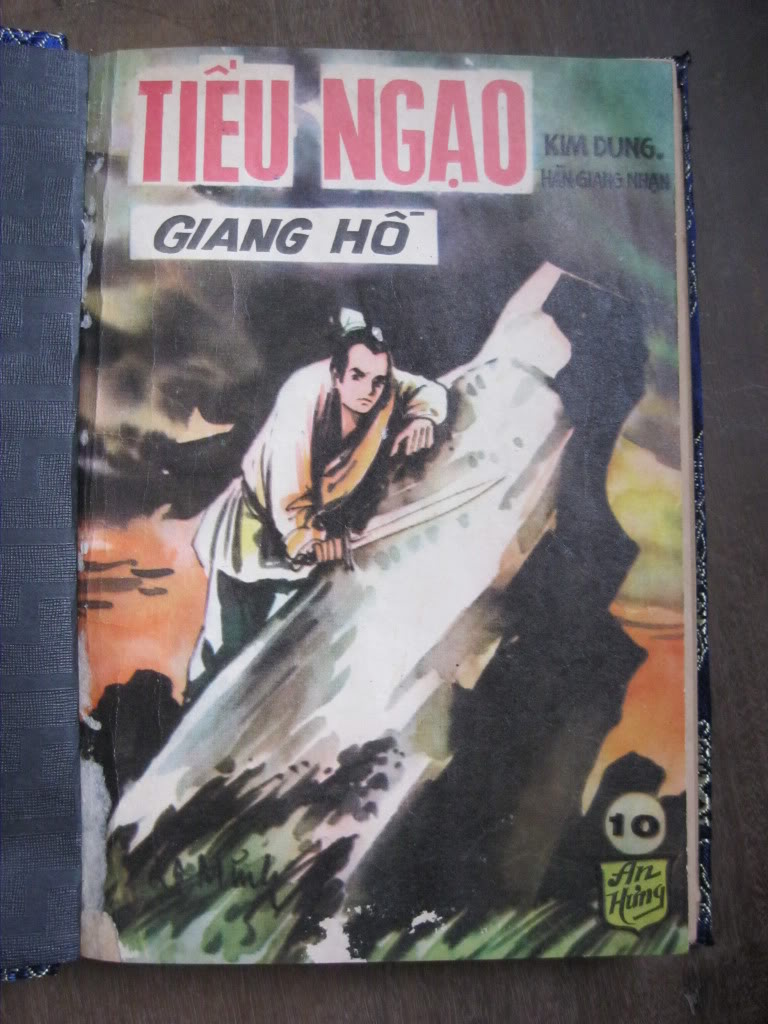 TIẾU NGẠO
KIM DUNG.
HÀN GIANG NHẠN
GIANG HỒ
10
An
Hưng